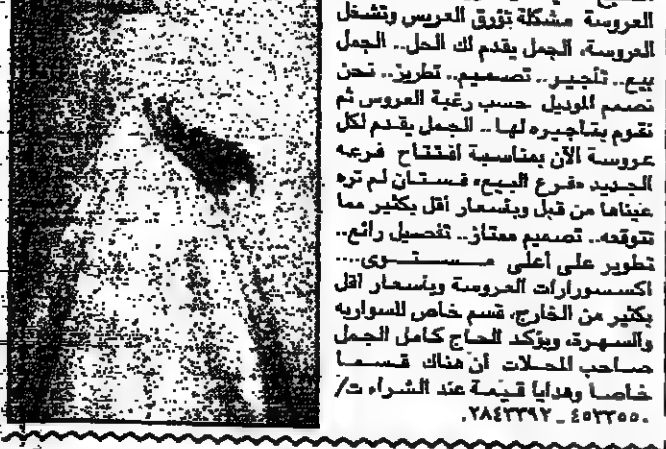 العروسة مشكلة تؤرق العريس وتشغل
العروسة، الجمل يقدم لك الحل.. الجمل
بيع.. تأجير.. تصميم.. تطريز.. نحن
نصمم الموديل حسب رغبة العروس ثم
نقوم بتأجيره لها.. الجمل يقدم لكل
عروسة الآن بمناسبة افتتاح فرعه
الجديد «فرع البيع» فستان لم تره
عيناها من قبل وبأسعار أقل بكثير مما
تتوقعه.. تصميم ممتاز.. تفصيل رائع..
تطوير على أعلى مستوى....
اكسسوارات العروسة وبأسعار أقل
بكثير من الخارج، قسم خاص للسواريه
والسهرة، ويؤكد الحاج كامل الجمل
صاحب المحلات أن هناك قسما
خاصا وهدايا قيمة عند الشراء ت/
٤٥٣٣٥٥٠ ـ ٢٨٤٣٣٩٢.